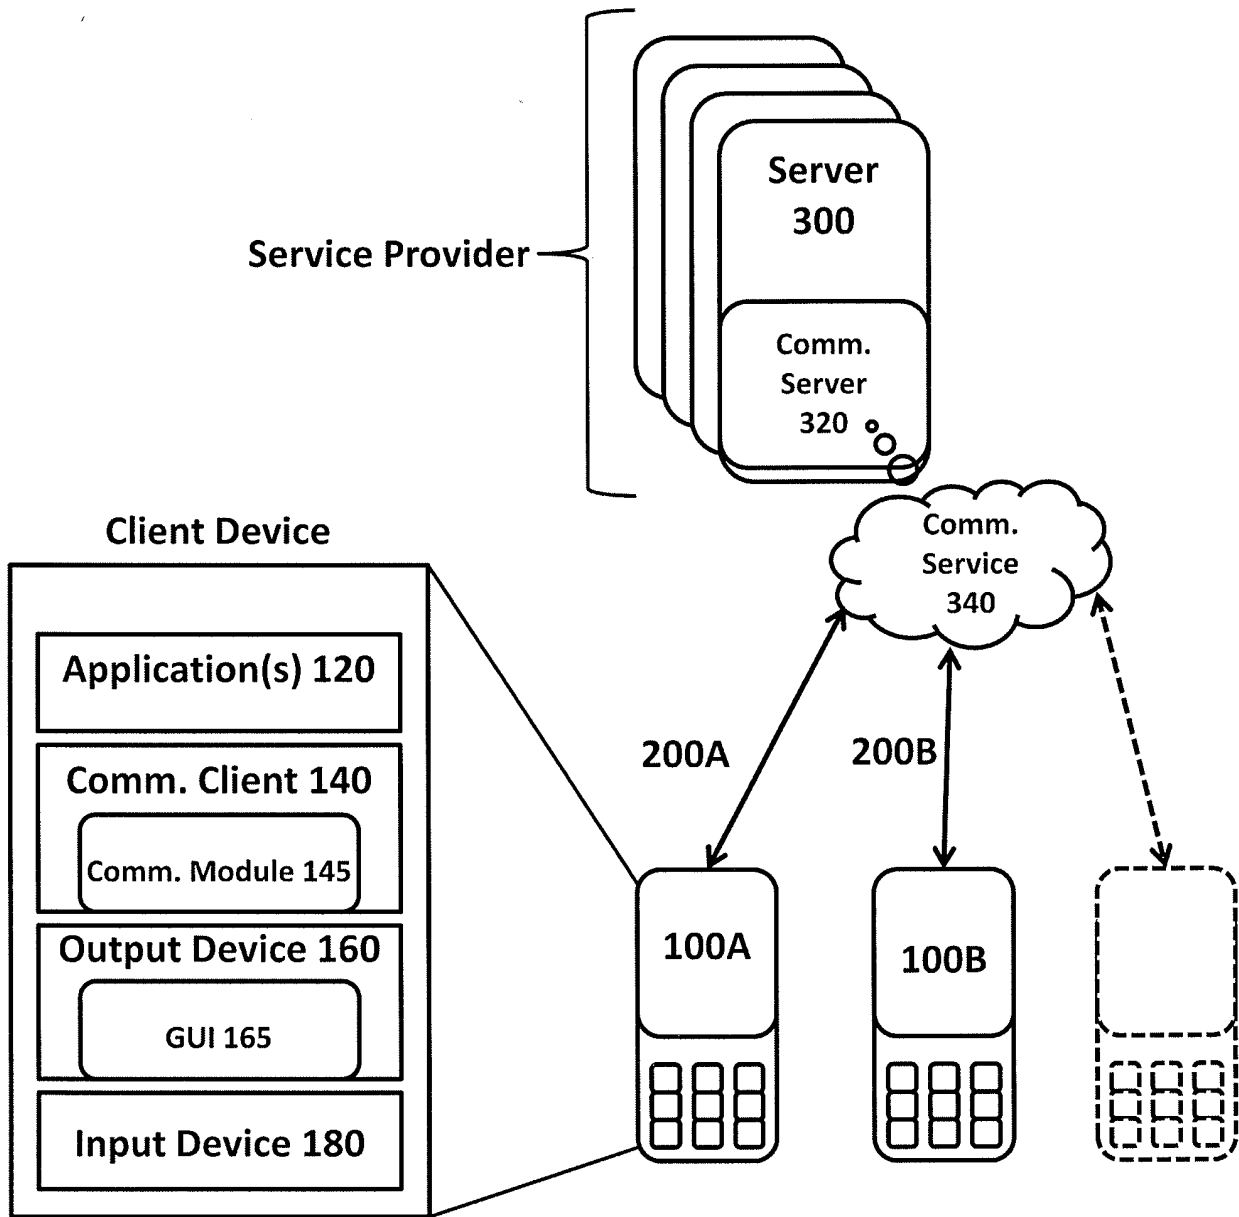 Server
300
Service Provider
Comm.
Server
320
Client Device
Comm.
Service
340
Application(s) 120
Comm. Client 140
Comm. Module 145
Output Device 160
GUI 165
Input Device 180
200A
200B
100A
100B